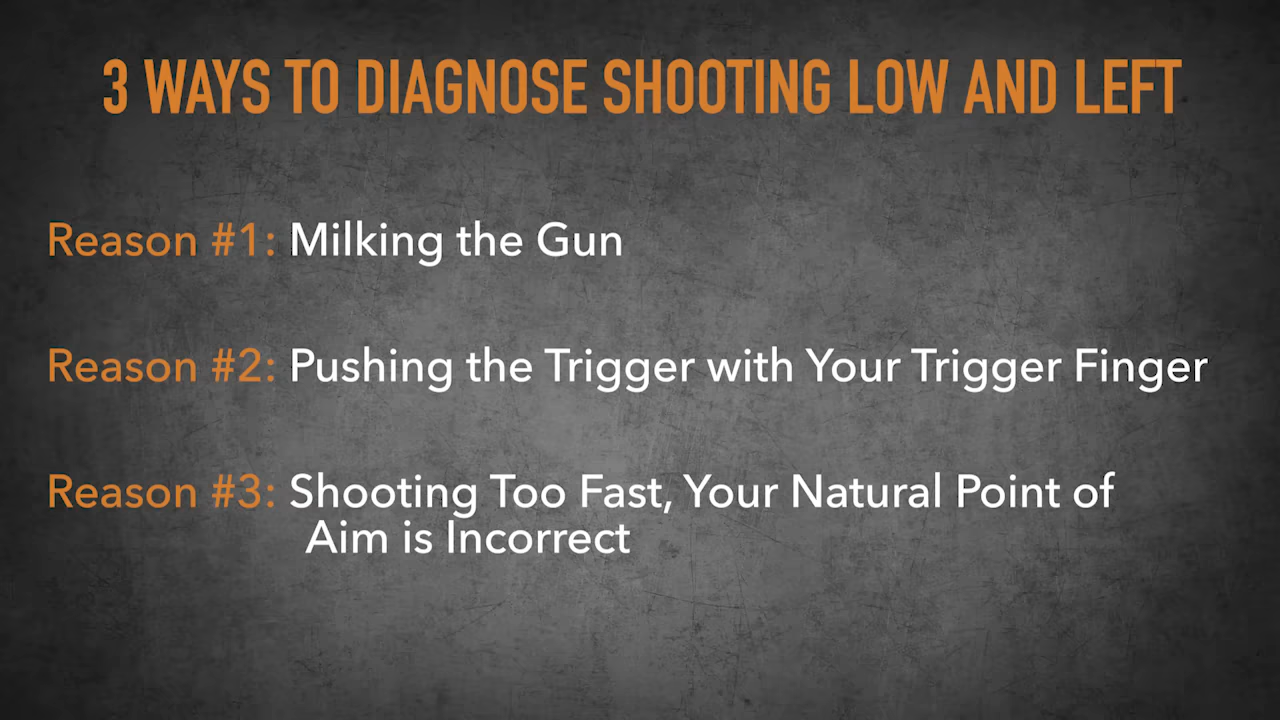 3 WAYS TO DIAGNOSE SHOOTING LOW AND LEFT
Reason #1: Milking the Gun
Reason #2: Pushing the Trigger with Your Trigger Finger
Reason #3: Shooting Too Fast, Your Natural Point of
Aim is Incorrect